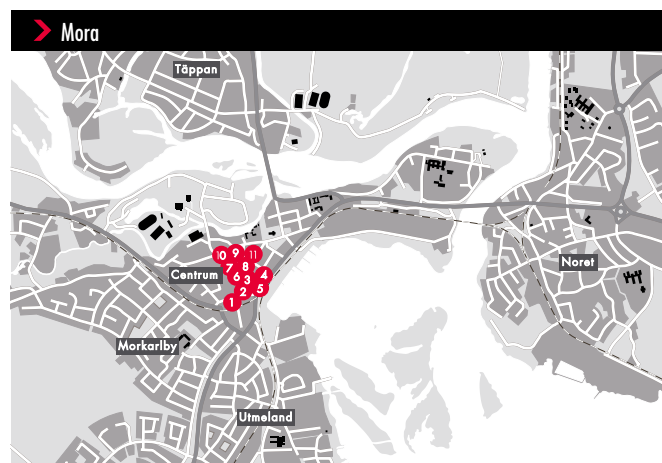 Mora
Täppan
10 9 11
7 8
Centrum
6 3 4
2 5
1
Noret
Morkarlby
Utmeland